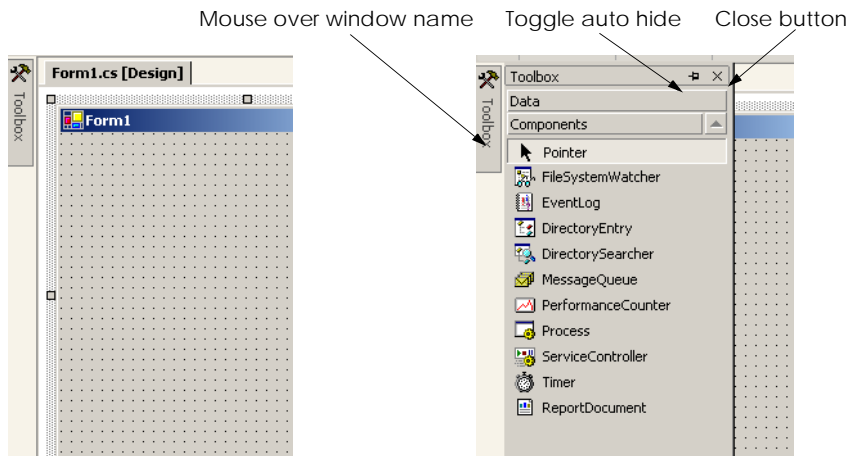 Mouse over window name
Toggle auto hide
Close button
Form1.cs [Design]
Toolbox
Form1
Toolbox
Toolbox
Data
Components
Pointer
FileSystemWatcher
EventLog
DirectoryEntry
DirectorySearcher
MessageQueue
PerformanceCounter
Process
ServiceController
Timer
ReportDocument